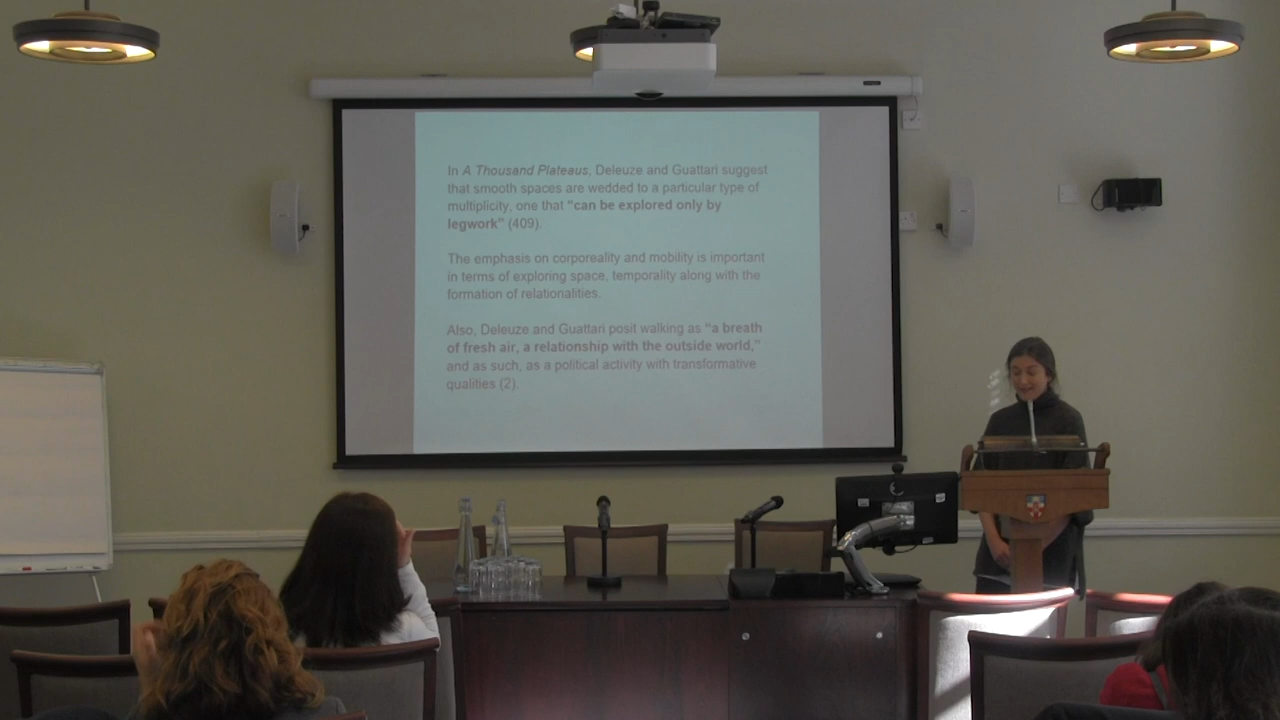 In A Thousand Plateaus, Deleuze and Guattari suggest
that smooth spaces are wedded to a particular type of
multiplicity, one that "can be explored only by
legwork" (409).
The emphasis on corporeality and mobility is important
in terms of exploring space, temporality along with the
formation of relationalities.
Also, Deleuze and Guattari posit walking as "a breath
of fresh air, a relationship with the outside world,"
and as such, as a political activity with transformative
qualities (2).